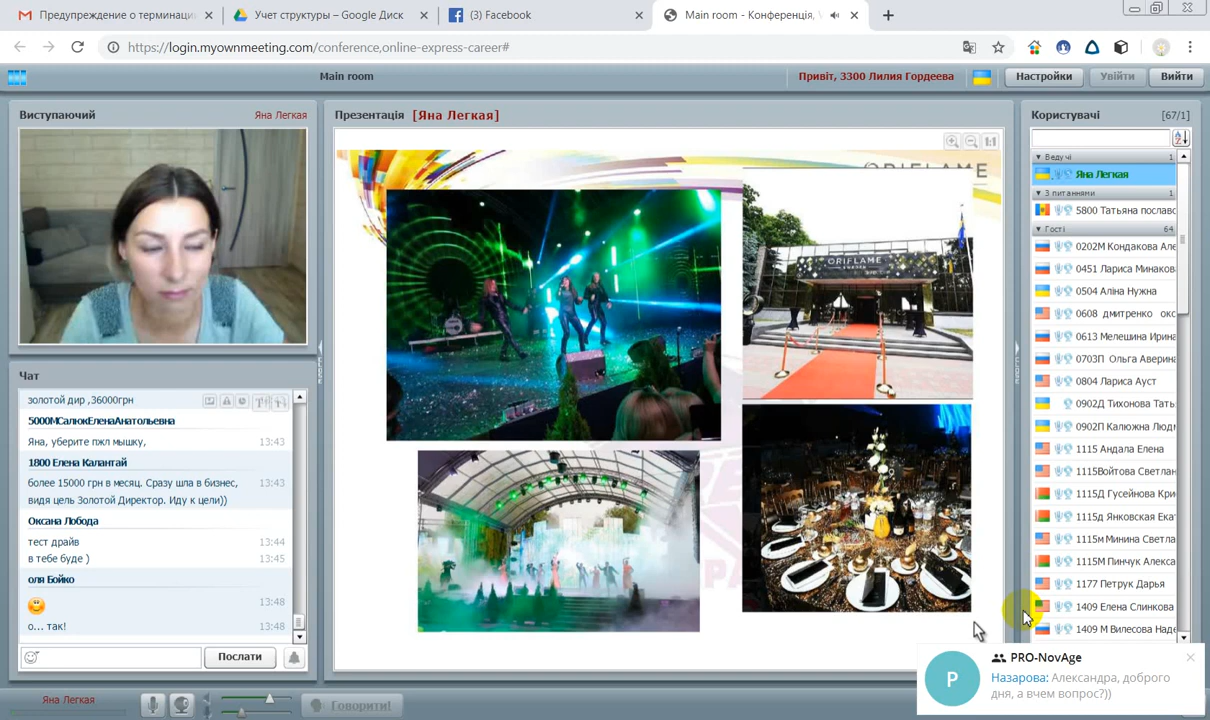 Предупреждение о терминаци
Учет структуры – Google Диск
(3) Facebook
Main room - Конференція,
https://login.myownmeeting.com/conference,online-express-career#
Main room
Привіт, 3300 Лилия Гордеева
Настройки
Увійти
Вийти
Виступаючий
Яна Легкая
Презентація [Яна Легкая]
Користувачі
[67/1]
1:1
ORIFLAME
ORIFLAME
SWEDEN
Ведучі 1
Яна Легкая
З питаннями 1
5800 Татьяна пославс
Гості 64
0202М Кондакова Але
0451 Лариса Минакова
0504 Аліна Нужна
0608 дмитренко окс
0613 Мелешина Ирина
0703П Ольга Аверина
0804 Лариса Ауст
0902Д Тихонова Тать
0902П Калюжна Людм
1115 Андала Елена
1115Войтова Светлан
1115Д Гусейнова Кри
1115д Янковская Екат
1115м Минина Светла
1115М Пинчук Алекса
1177 Петрук Дарья
1409 Елена Слинкова
1409 М Вилесова Наде
Чат
золотой дир ,36000грн
5000МСалюкЕленаАнатольевна
Яна, уберите пжл мышку, 13:43
1800 Елена Калантай
более 15000 грн в месяц. Сразу шла в бизнес, 13:43
видя цель Золотой Директор. Иду к цели))
Оксана Лобода
тест драйв 13:44
в тебе буде ) 13:45
оля Бойко
13:48
о... так! 13:48
Послати
Яна Легкая
Говорити!
P
PRO-NovAge
Назарова: Александра, доброго
дня, а вчем вопрос?))